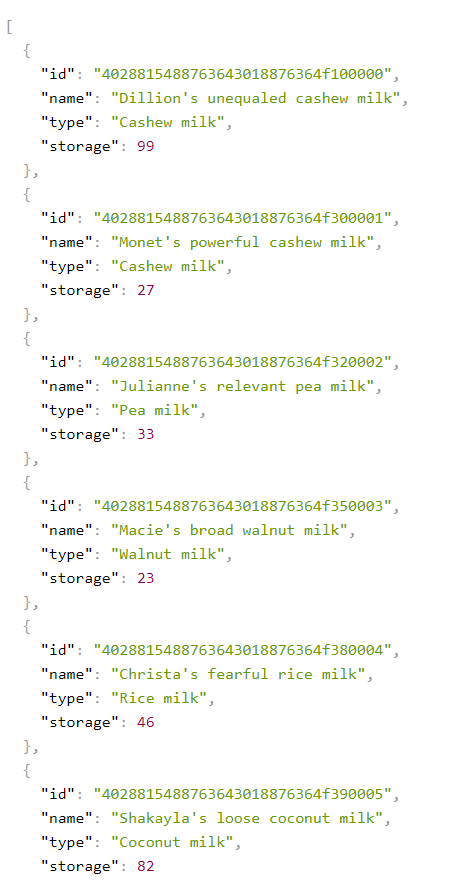 [
{
"id": "4028815488763643018876364f100000",
"name": "Dillion's unequaled cashew milk",
"type": "Cashew milk",
"storage": 99
},
{
"id": "4028815488763643018876364f300001",
"name": "Monet's powerful cashew milk",
"type": "Cashew milk",
"storage": 27
},
{
"id": "4028815488763643018876364f320002",
"name": "Julianne's relevant pea milk",
"type": "Pea milk",
"storage": 33
},
{
"id": "4028815488763643018876364f350003",
"name": "Macie's broad walnut milk",
"type": "Walnut milk",
"storage": 23
},
{
"id": "4028815488763643018876364f380004",
"name": "Christa's fearful rice milk",
"type": "Rice milk",
"storage": 46
},
{
"id": "4028815488763643018876364f390005",
"name": "Shakayla's loose coconut milk",
"type": "Coconut milk",
"storage": 82